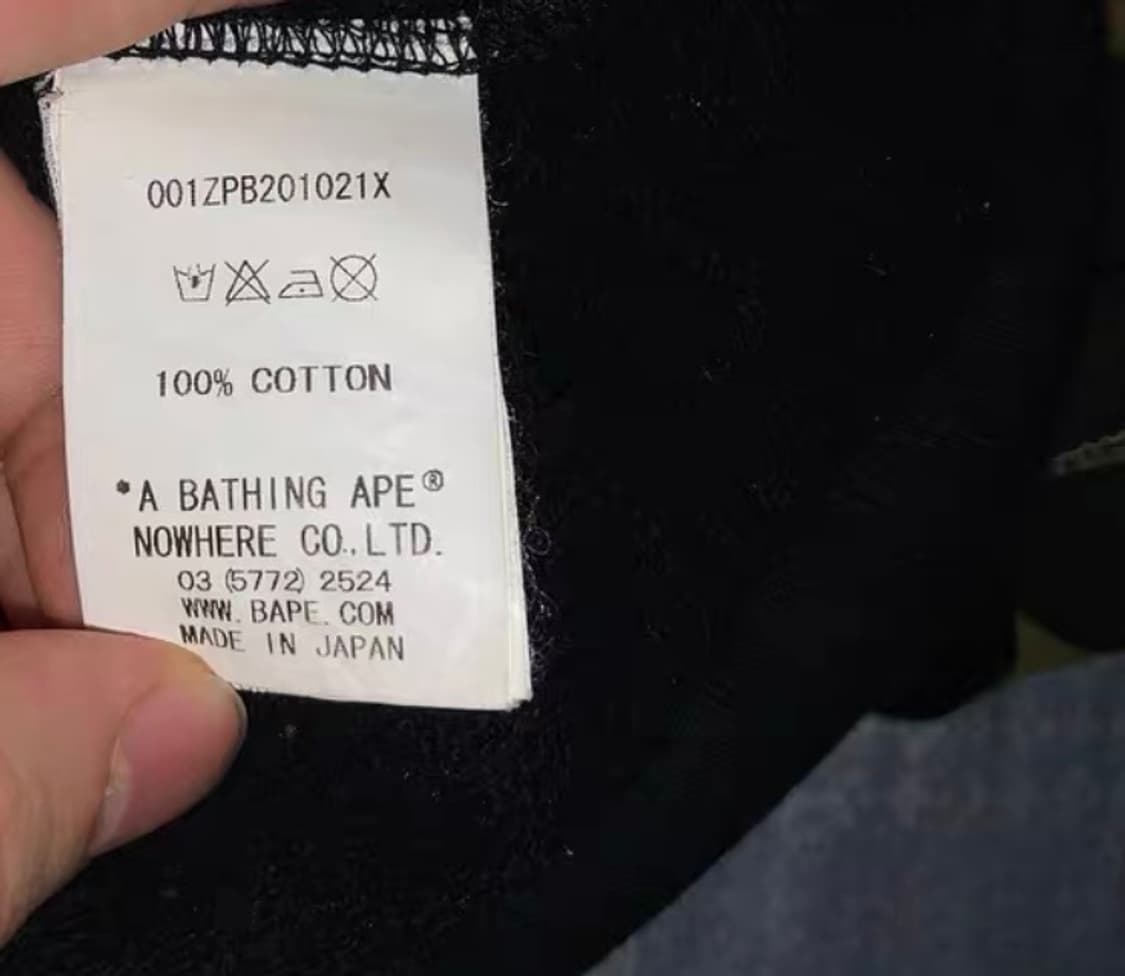 001ZPB201021X
100% COTTON
*A BATHING APE®
NOWHERE CO.,LTD.
03 (5772) 2524
WWW. BAPE. COM
MADE IN JAPAN